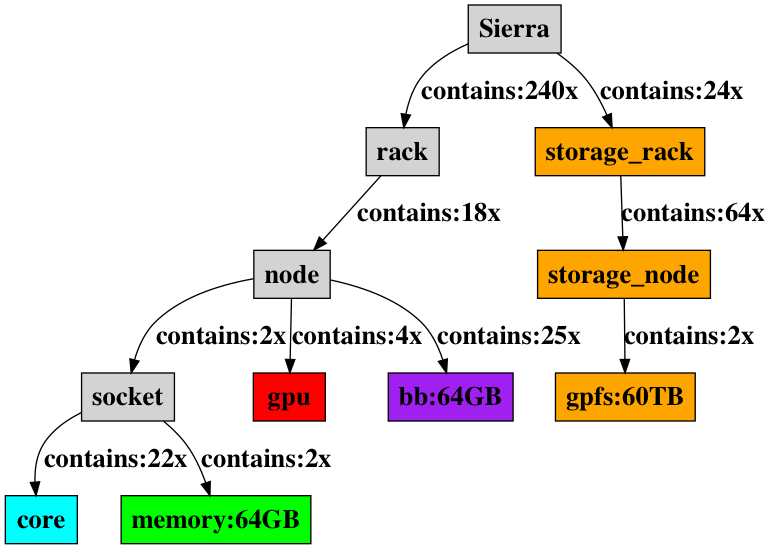 Sierra
contains:240x
contains:24x
rack
storage_rack
contains:18x
contains:64x
node
storage_node
contains:2x
contains:4x
contains:25x
contains:2x
socket
gpu
bb:64GB
gpfs:60TB
contains:22x
contains:2x
core
memory:64GB